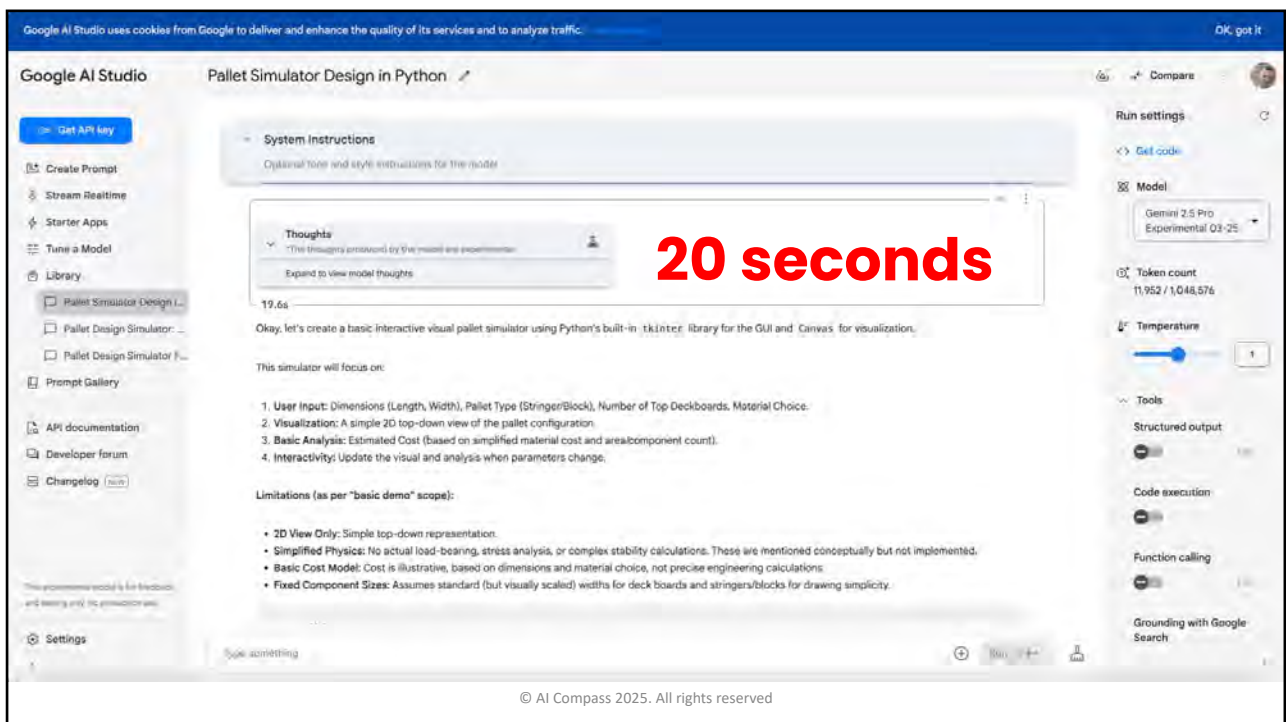 Google AI Studio uses cookies from Google to deliver and enhance the quality of its services and to analyze traffic.
OK, got it
Google AI Studio
Pallet Simulator Design in Python
Compare
Get API key
Create Prompt
Stream Realtime
Starter Apps
Tune a Model
Library
Pallet Simulator Design i...
Pallet Design Simulator: ...
Pallet Design Simulator F...
Prompt Gallery
API documentation
Developer forum
Changelog
Settings
System Instructions
Optional tone and style instructions for the model
Thoughts
"The thoughts produced by the model are experimental
Expand to view model thoughts
20 seconds
19.6s
Okay, let's create a basic interactive visual pallet simulator using Python's built-in tkinter library for the GUI and Canvas for visualization.
This simulator will focus on:
1. User Input: Dimensions (Length, Width), Pallet Type (Stringer/Block), Number of Top Deckboards, Material Choice.
2. Visualization: A simple 2D top-down view of the pallet configuration.
3. Basic Analysis: Estimated Cost (based on simplified material cost and area/component count).
4. Interactivity: Update the visual and analysis when parameters change.
Limitations (as per "basic demo" scope):
• 2D View Only: Simple top-down representation.
• Simplified Physics: No actual load-bearing, stress analysis, or complex stability calculations. These are mentioned conceptually but not implemented.
• Basic Cost Model: Cost is illustrative, based on dimensions and material choice, not precise engineering calculations.
• Fixed Component Sizes: Assumes standard (but visually scaled) widths for deck boards and stringers/blocks for drawing simplicity.
Type something
Run
Run settings
<> Get code
Model
Gemini 2.5 Pro
Experimental 03-25
Token count
11,952 / 1,048,576
Temperature
1
Tools
Structured output
Code execution
Function calling
Grounding with Google
Search
© AI Compass 2025. All rights reserved